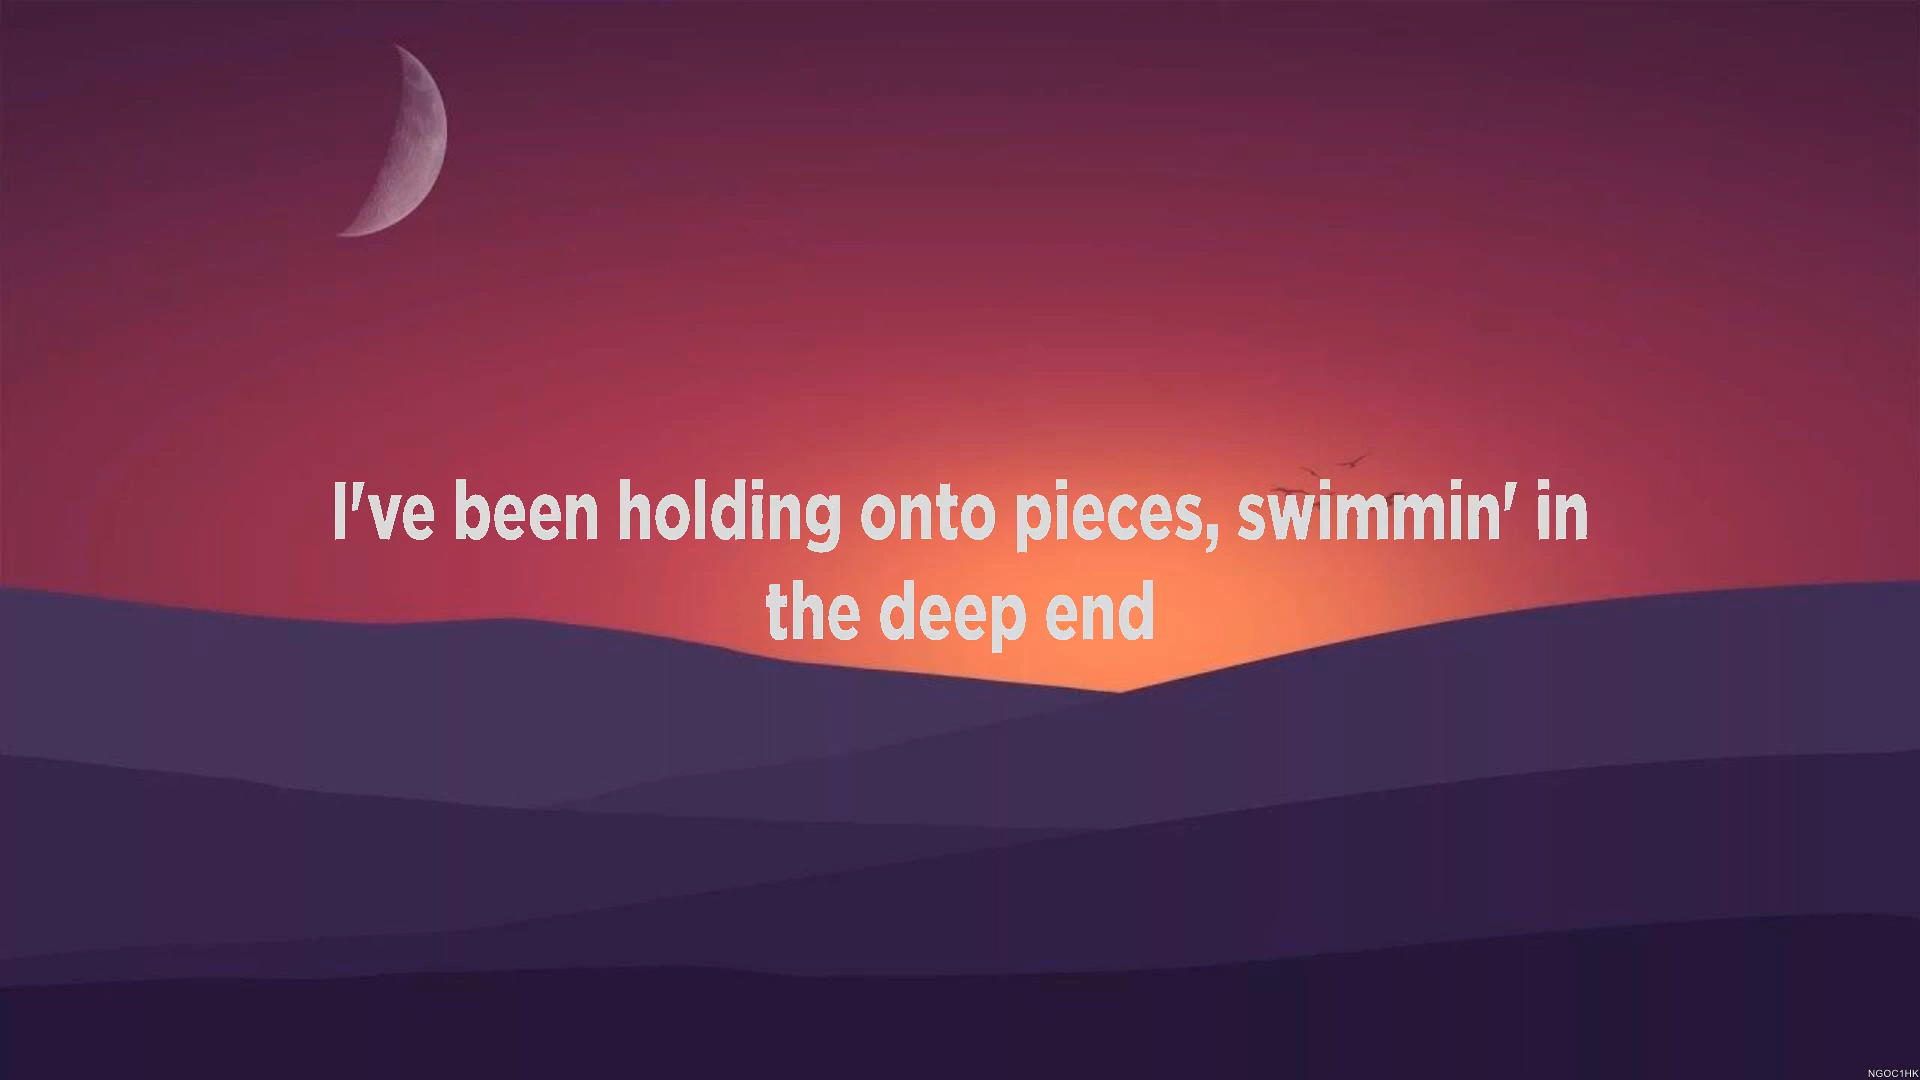 I've been holding onto pieces, swimmin' in
the deep end
NGOC1HK